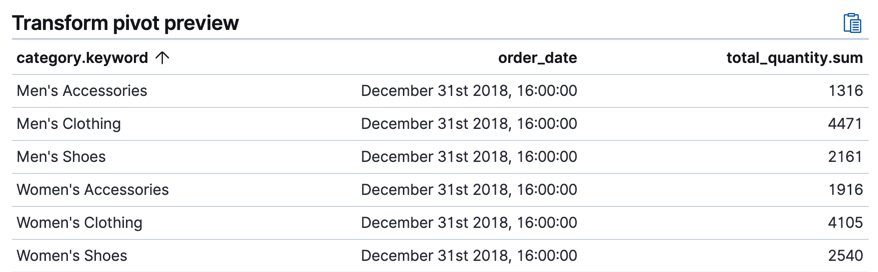 Transform pivot preview
category.keyword order_date total_quantity.sum
Men's Accessories December 31st 2018, 16:00:00 1316
Men's Clothing December 31st 2018, 16:00:00 4471
Men's Shoes December 31st 2018, 16:00:00 2161
Women's Accessories December 31st 2018, 16:00:00 1916
Women's Clothing December 31st 2018, 16:00:00 4105
Women's Shoes December 31st 2018, 16:00:00 2540